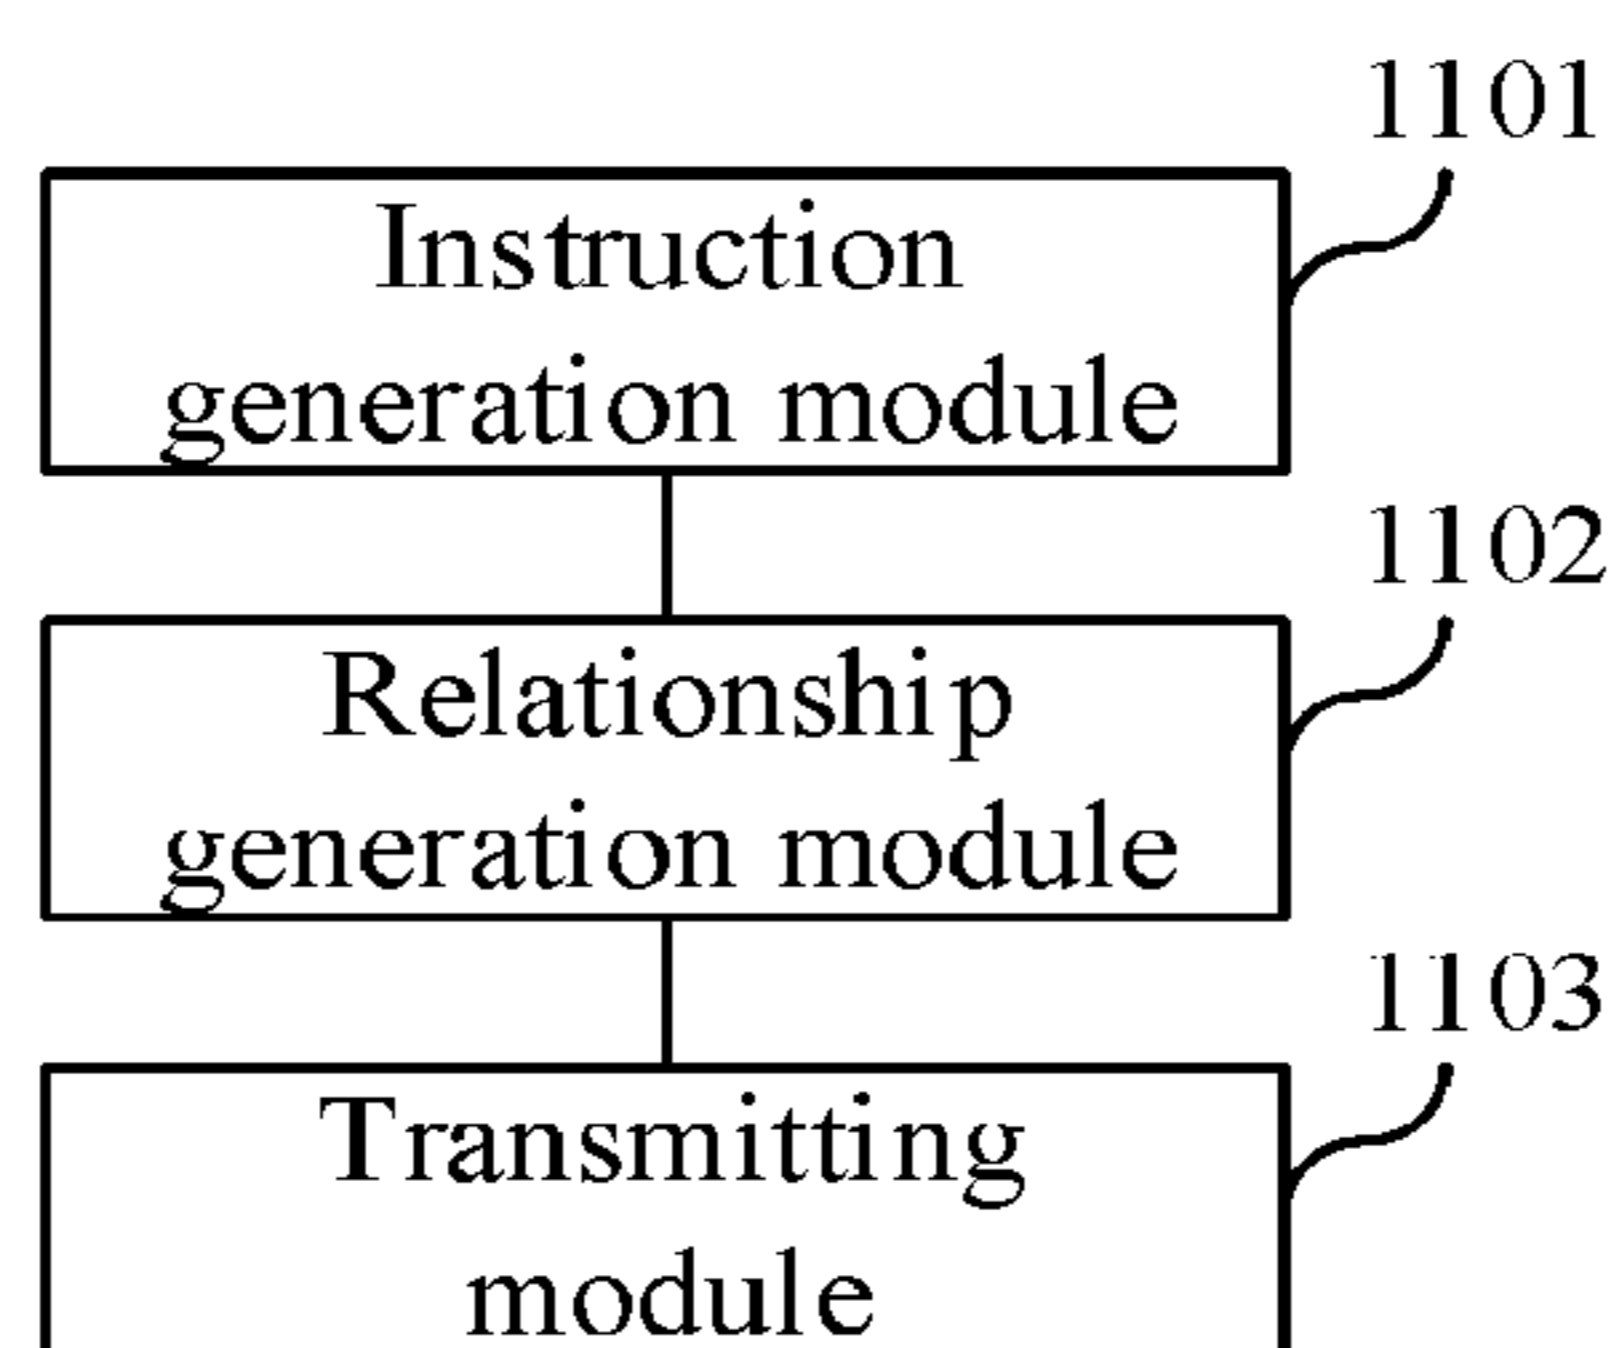 1101
Instruction
generation module
1102
Relationship
generation module
1103
Transmitting
module